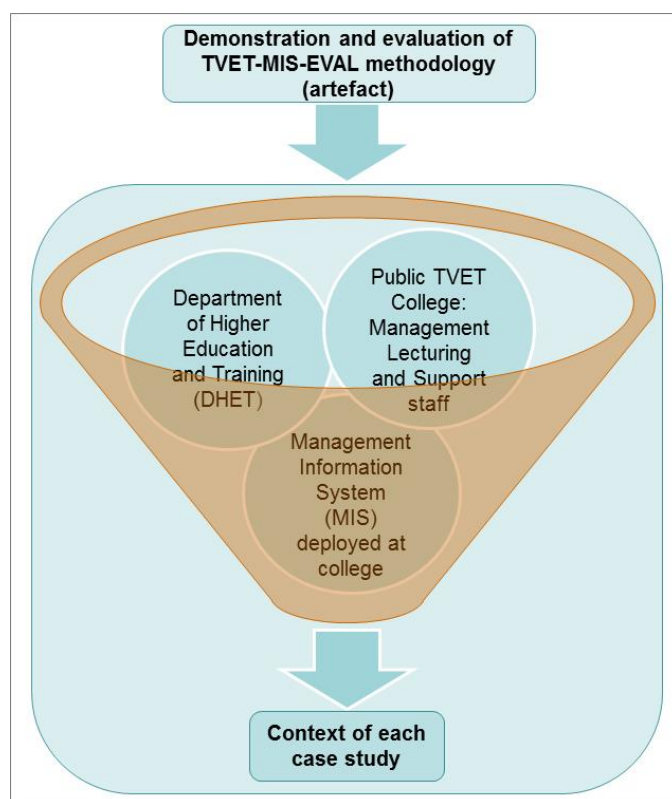 Demonstration and evaluation of
TVET-MIS-EVAL methodology
(artefact)
Department
of Higher
Education
and Training
(DHET)
Public TVET
College:
Management
Lecturing
and Support
staff
Management
Information
System
(MIS)
deployed at
college
Context of each
case study